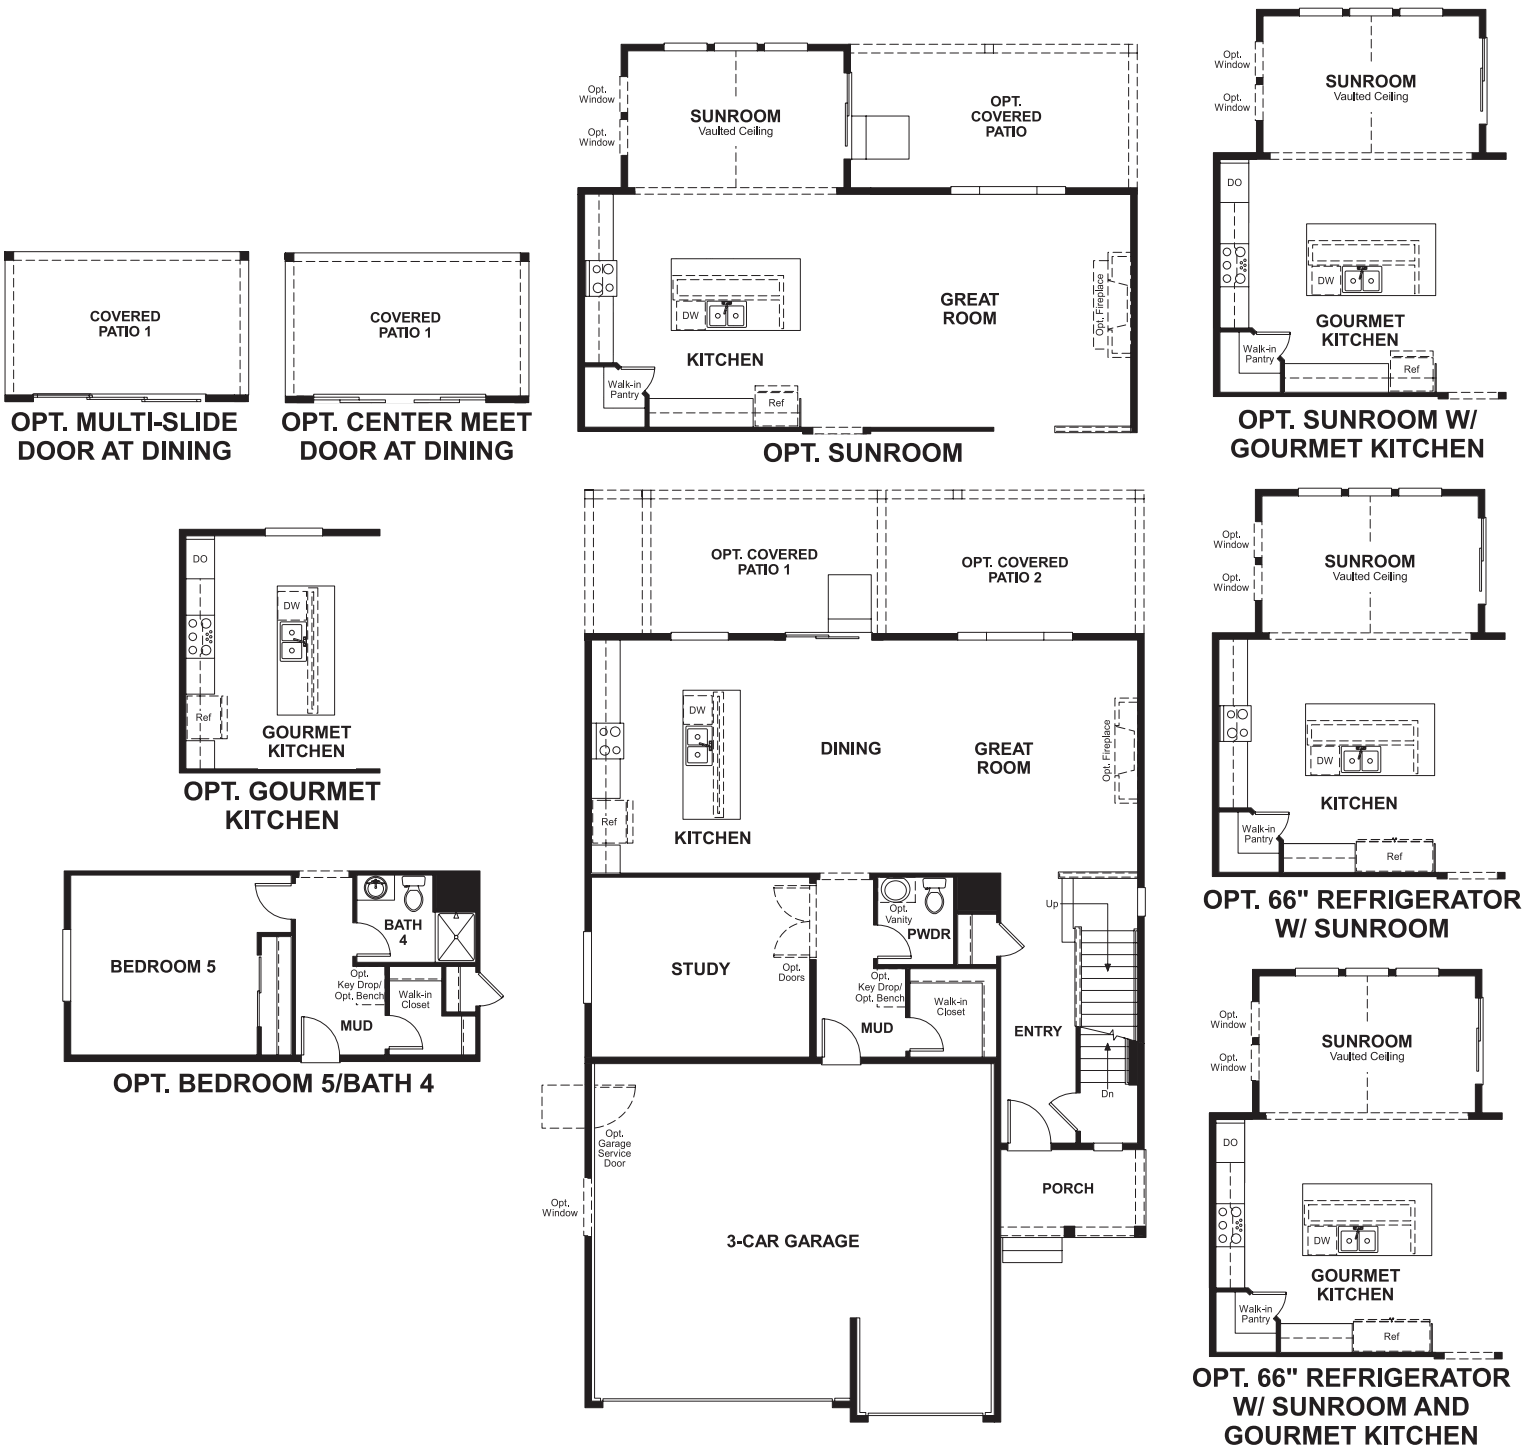 COVERED
PATIO 1
OPT. MULTI-SLIDE
DOOR AT DINING
COVERED
PATIO 1
OPT. CENTER MEET
DOOR AT DINING
Opt.
Window
Opt.
Window
SUNROOM
Vaulted Ceiling
OPT.
COVERED
PATIO
DW
KITCHEN
GREAT
ROOM
Opt. Fireplace
Walk-in
Pantry
Ref
OPT. SUNROOM
Opt.
Window
Opt.
Window
SUNROOM
Vaulted Ceiling
DO
DW
GOURMET
KITCHEN
Walk-in
Pantry
Ref
OPT. SUNROOM W/
GOURMET KITCHEN
DO
DW
Ref
GOURMET
KITCHEN
OPT. GOURMET
KITCHEN
BEDROOM 5
BATH
4
Opt.
Key Drop/
Opt. Bench
Walk-in
Closet
MUD
OPT. BEDROOM 5/BATH 4
OPT. COVERED
PATIO 1
OPT. COVERED
PATIO 2
DW
DINING
GREAT
ROOM
Opt. Fireplace
Ref
KITCHEN
STUDY
Opt.
Doors
Opt.
Vanity
PWDR
Up
Opt.
Key Drop/
Opt. Bench
Walk-in
Closet
MUD
ENTRY
Dn
Opt.
Garage
Service
Door
Opt.
Window
PORCH
3-CAR GARAGE
Opt.
Window
Opt.
Window
SUNROOM
Vaulted Ceiling
DW
KITCHEN
Walk-in
Pantry
Ref
OPT. 66" REFRIGERATOR
W/ SUNROOM
Opt.
Window
Opt.
Window
SUNROOM
Vaulted Ceiling
DO
DW
GOURMET
KITCHEN
Walk-in
Pantry
Ref
OPT. 66" REFRIGERATOR
W/ SUNROOM AND
GOURMET KITCHEN